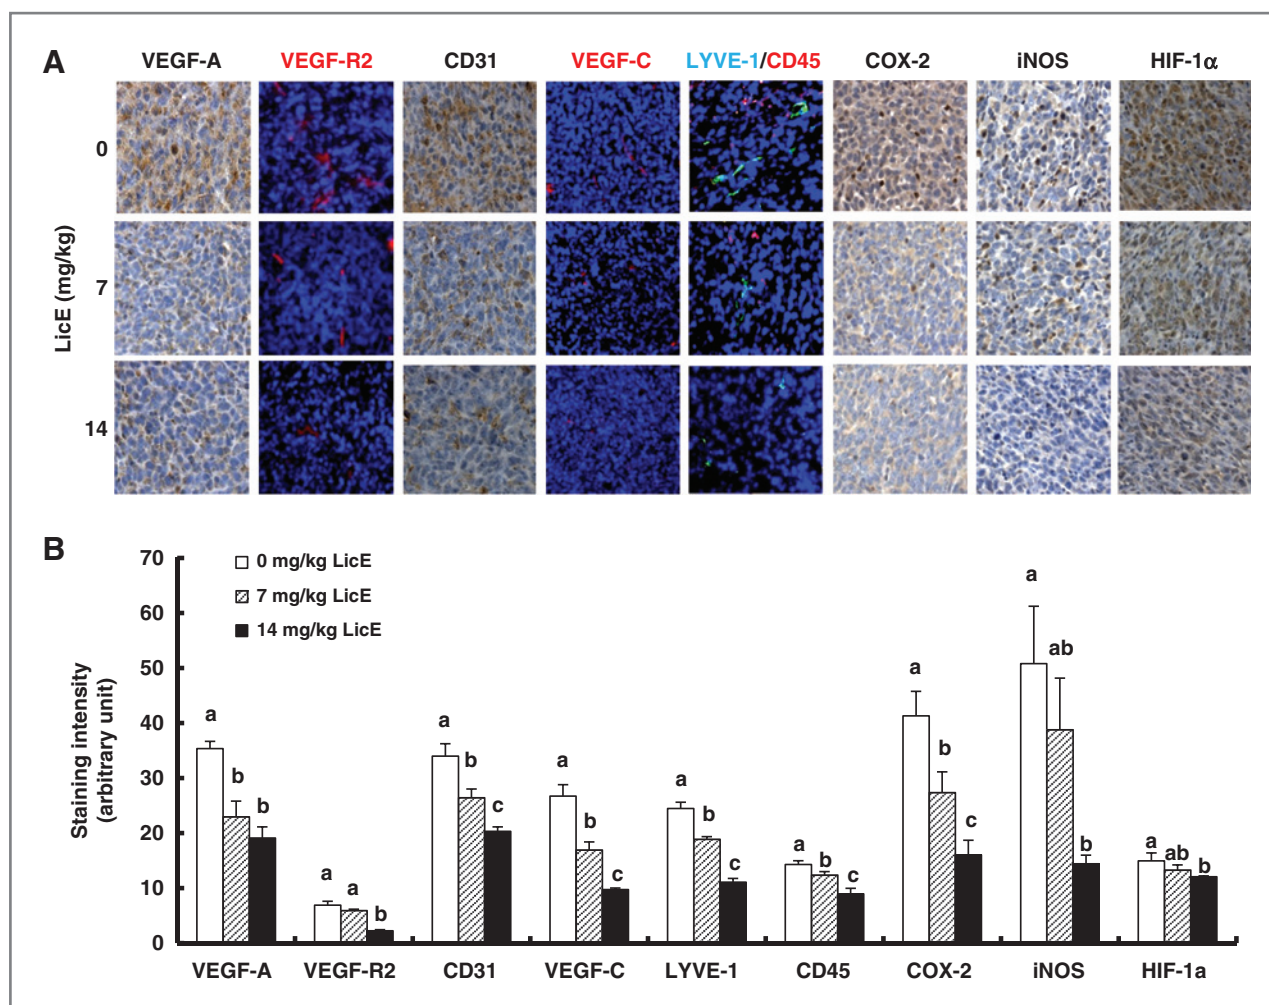 A
VEGF-A VEGF-R2 CD31 VEGF-C LYVE-1/CD45 COX-2 iNOS HIF-1α
LicE (mg/kg)
0
7
14
B
Staining intensity
(arbitrary unit)
70
60
50
40
30
20
10
0
0 mg/kg LicE
7 mg/kg LicE
14 mg/kg LicE
a b b
a a b
a b c
a b c
a b c
a b c
a b c
a ab b
a ab b
VEGF-A VEGF-R2 CD31 VEGF-C LYVE-1 CD45 COX-2 iNOS HIF-1a